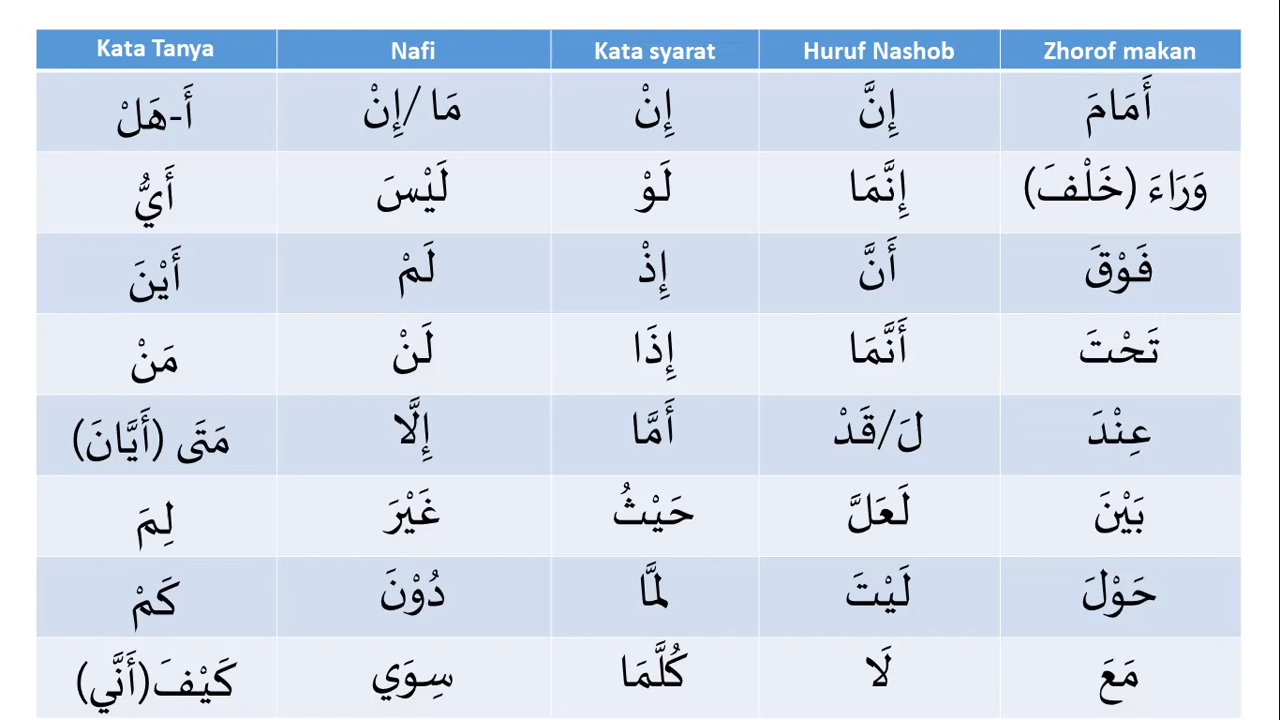 Kata Tanya Nafi Kata syarat Huruf Nashob Zhorof makan
أَ-هَلْ مَا /إِنْ إِنْ إِنَّ أَمَامَ
أَيُّ لَيْسَ لَوْ إِنَّمَا وَرَاءَ (خَلْفَ)
أَيْنَ لَمْ إِذْ أَنَّ فَوْقَ
مَنْ لَنْ إِذَا أَنَّمَا تَحْتَ
مَتَى (أَيَّانَ) إِلَّا أَمَّا لَ/قَدْ عِنْدَ
لِمَ غَيْرَ حَيْثُ لَعَلَّ بَيْنَ
كَمْ دُوْنَ لَمَّا لَيْتَ حَوْلَ
كَيْفَ(أَنَّي) سِوَي كُلَّمَا لَا مَعَ